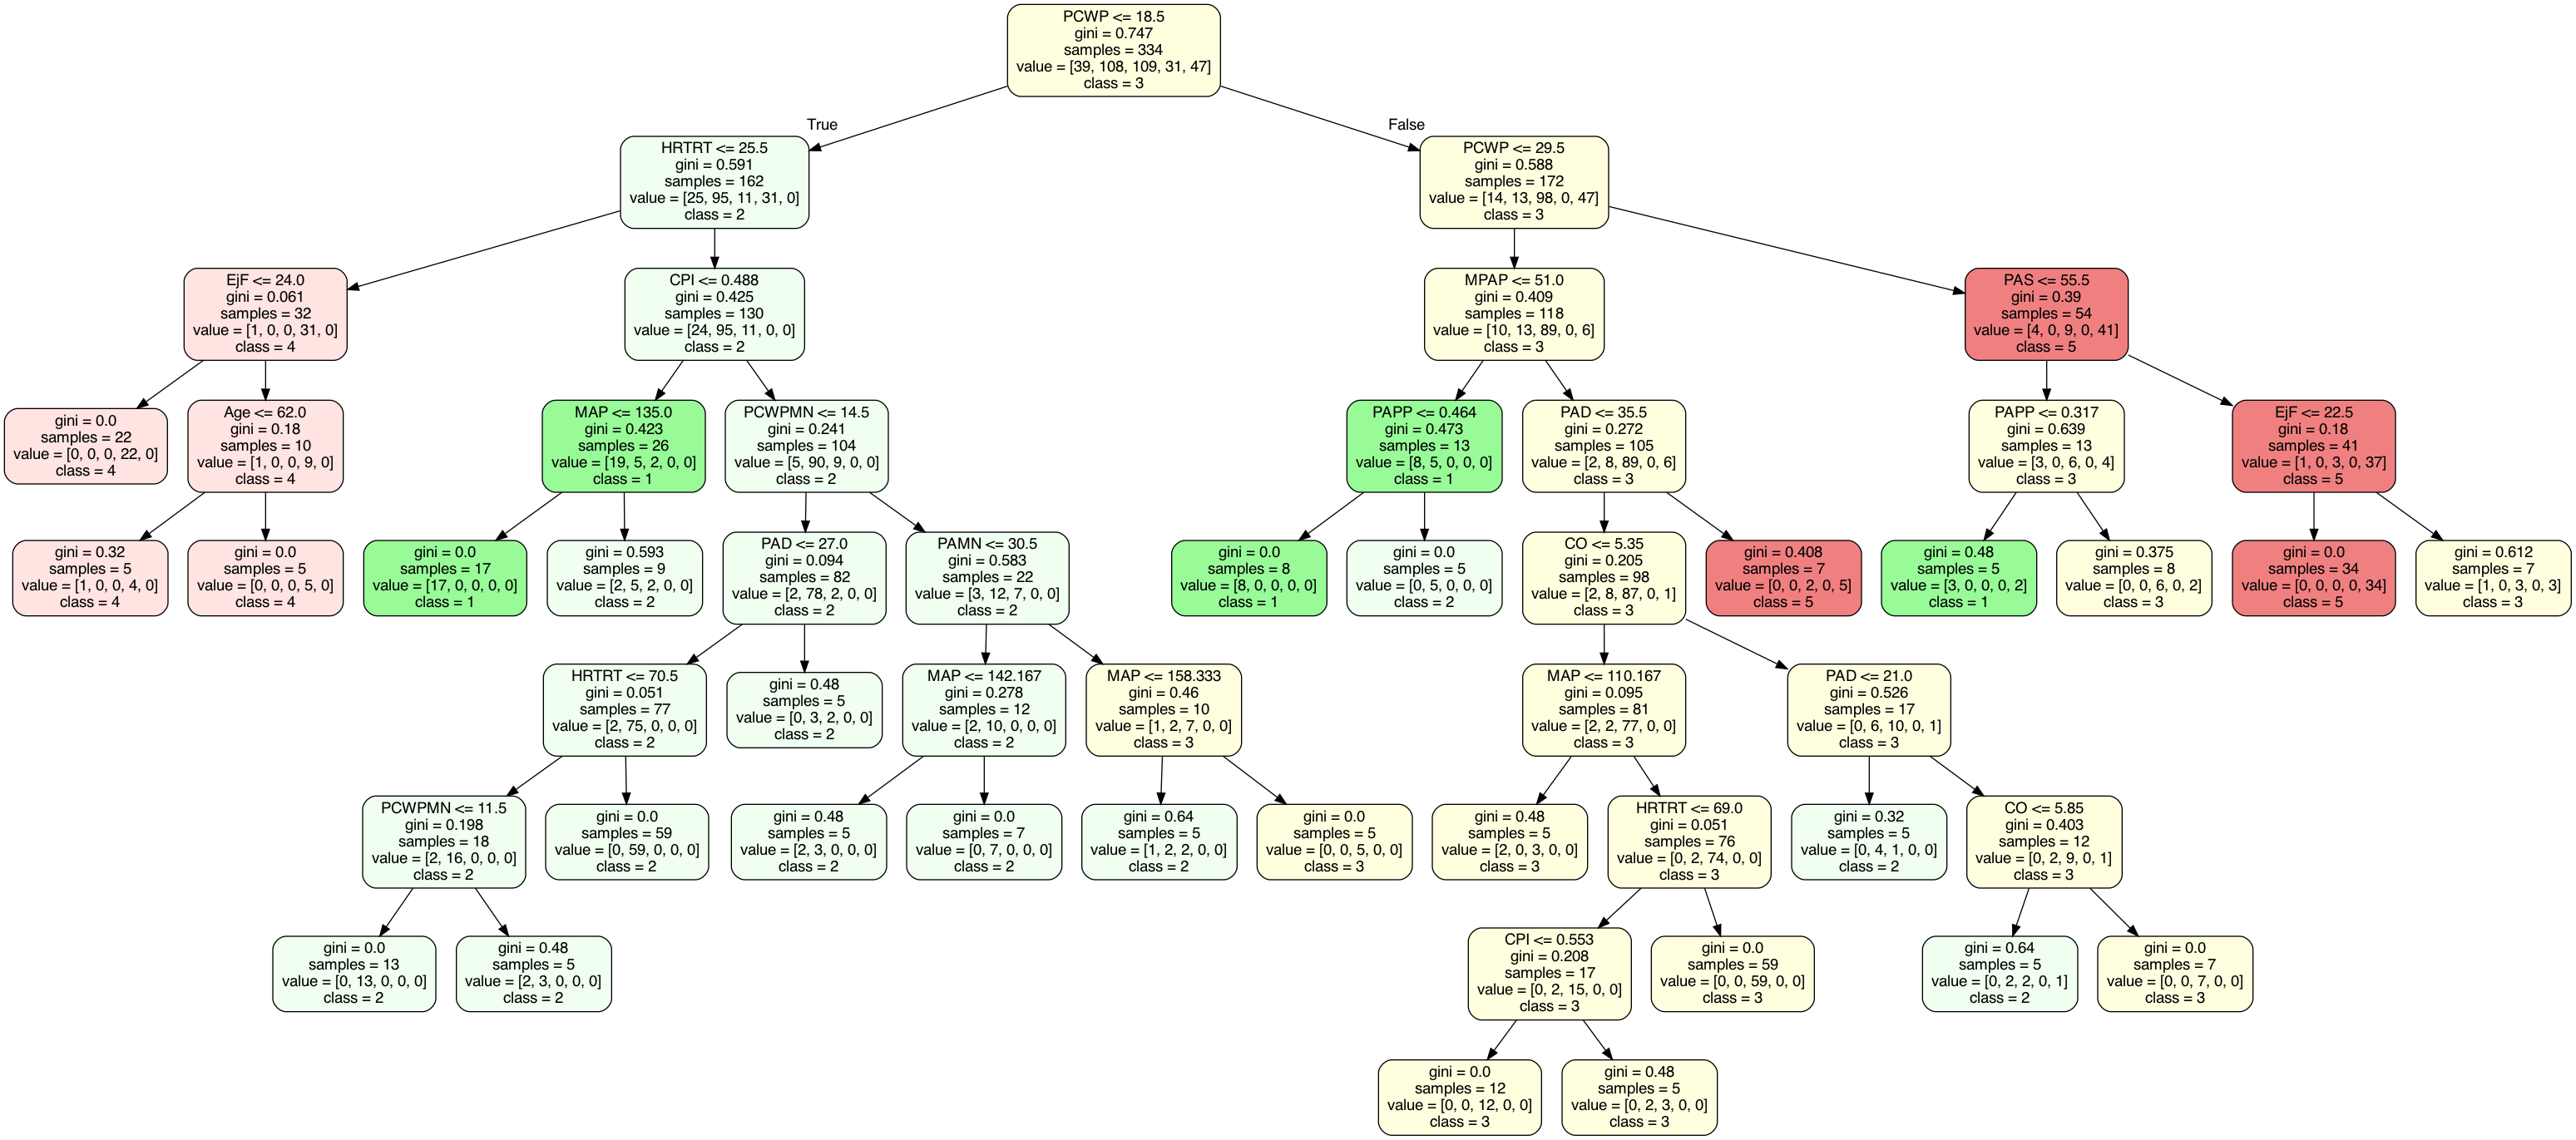 PCWP <= 18.5
gini = 0.747
samples = 334
value = [39, 108, 109, 31, 47]
class = 3
True
False
HRTRT <= 25.5
gini = 0.591
samples = 162
value = [25, 95, 11, 31, 0]
class = 2
PCWP <= 29.5
gini = 0.588
samples = 172
value = [14, 13, 98, 0, 47]
class = 3
EjF <= 24.0
gini = 0.061
samples = 32
value = [1, 0, 0, 31, 0]
class = 4
CPI <= 0.488
gini = 0.425
samples = 130
value = [24, 95, 11, 0, 0]
class = 2
MPAP <= 51.0
gini = 0.409
samples = 118
value = [10, 13, 89, 0, 6]
class = 3
PAS <= 55.5
gini = 0.39
samples = 54
value = [4, 0, 9, 0, 41]
class = 5
gini = 0.0
samples = 22
value = [0, 0, 0, 22, 0]
class = 4
Age <= 62.0
gini = 0.18
samples = 10
value = [1, 0, 0, 9, 0]
class = 4
MAP <= 135.0
gini = 0.423
samples = 26
value = [19, 5, 2, 0, 0]
class = 1
PCWPMN <= 14.5
gini = 0.241
samples = 104
value = [5, 90, 9, 0, 0]
class = 2
PAPP <= 0.464
gini = 0.473
samples = 13
value = [8, 5, 0, 0, 0]
class = 1
PAD <= 35.5
gini = 0.272
samples = 105
value = [2, 8, 89, 0, 6]
class = 3
PAPP <= 0.317
gini = 0.639
samples = 13
value = [3, 0, 6, 0, 4]
class = 3
EjF <= 22.5
gini = 0.18
samples = 41
value = [1, 0, 3, 0, 37]
class = 5
gini = 0.32
samples = 5
value = [1, 0, 0, 4, 0]
class = 4
gini = 0.0
samples = 5
value = [0, 0, 0, 5, 0]
class = 4
gini = 0.0
samples = 17
value = [17, 0, 0, 0, 0]
class = 1
gini = 0.593
samples = 9
value = [2, 5, 2, 0, 0]
class = 2
PAD <= 27.0
gini = 0.094
samples = 82
value = [2, 78, 2, 0, 0]
class = 2
PAMN <= 30.5
gini = 0.583
samples = 22
value = [3, 12, 7, 0, 0]
class = 2
gini = 0.0
samples = 8
value = [8, 0, 0, 0, 0]
class = 1
gini = 0.0
samples = 5
value = [0, 5, 0, 0, 0]
class = 2
CO <= 5.35
gini = 0.205
samples = 98
value = [2, 8, 87, 0, 1]
class = 3
gini = 0.408
samples = 7
value = [0, 0, 2, 0, 5]
class = 5
gini = 0.48
samples = 5
value = [3, 0, 0, 0, 2]
class = 1
gini = 0.375
samples = 8
value = [0, 0, 6, 0, 2]
class = 3
gini = 0.0
samples = 34
value = [0, 0, 0, 0, 34]
class = 5
gini = 0.612
samples = 7
value = [1, 0, 3, 0, 3]
class = 3
HRTRT <= 70.5
gini = 0.051
samples = 77
value = [2, 75, 0, 0, 0]
class = 2
gini = 0.48
samples = 5
value = [0, 3, 2, 0, 0]
class = 2
MAP <= 142.167
gini = 0.278
samples = 12
value = [2, 10, 0, 0, 0]
class = 2
MAP <= 158.333
gini = 0.46
samples = 10
value = [1, 2, 7, 0, 0]
class = 3
MAP <= 110.167
gini = 0.095
samples = 81
value = [2, 2, 77, 0, 0]
class = 3
PAD <= 21.0
gini = 0.526
samples = 17
value = [0, 6, 10, 0, 1]
class = 3
PCWPMN <= 11.5
gini = 0.198
samples = 18
value = [2, 16, 0, 0, 0]
class = 2
gini = 0.0
samples = 59
value = [0, 59, 0, 0, 0]
class = 2
gini = 0.48
samples = 5
value = [2, 3, 0, 0, 0]
class = 2
gini = 0.0
samples = 7
value = [0, 7, 0, 0, 0]
class = 2
gini = 0.64
samples = 5
value = [1, 2, 2, 0, 0]
class = 2
gini = 0.0
samples = 5
value = [0, 0, 5, 0, 0]
class = 3
gini = 0.48
samples = 5
value = [2, 0, 3, 0, 0]
class = 3
HRTRT <= 69.0
gini = 0.051
samples = 76
value = [0, 2, 74, 0, 0]
class = 3
gini = 0.32
samples = 5
value = [0, 4, 1, 0, 0]
class = 2
CO <= 5.85
gini = 0.403
samples = 12
value = [0, 2, 9, 0, 1]
class = 3
gini = 0.0
samples = 13
value = [0, 13, 0, 0, 0]
class = 2
gini = 0.48
samples = 5
value = [2, 3, 0, 0, 0]
class = 2
CPI <= 0.553
gini = 0.208
samples = 17
value = [0, 2, 15, 0, 0]
class = 3
gini = 0.0
samples = 59
value = [0, 0, 59, 0, 0]
class = 3
gini = 0.64
samples = 5
value = [0, 2, 2, 0, 1]
class = 2
gini = 0.0
samples = 7
value = [0, 0, 7, 0, 0]
class = 3
gini = 0.0
samples = 12
value = [0, 0, 12, 0, 0]
class = 3
gini = 0.48
samples = 5
value = [0, 2, 3, 0, 0]
class = 3